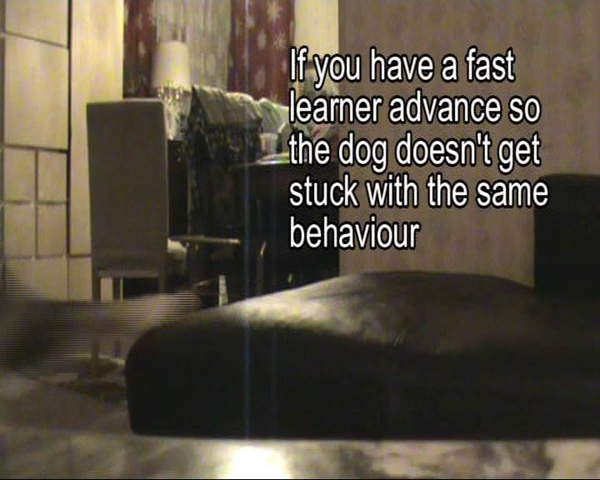 If you have a fast
learner advance so
the dog doesn't get
stuck with the same
behaviour